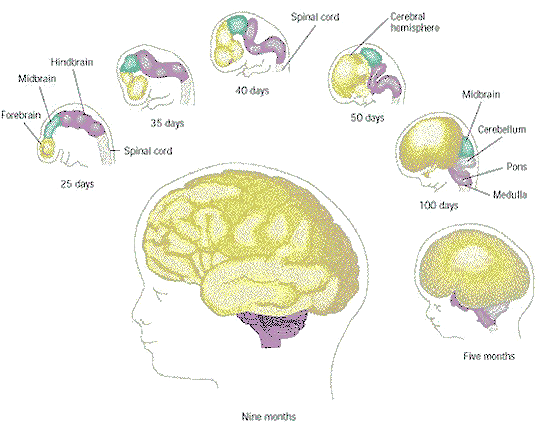 Forebrain
Midbrain
Hindbrain
Spinal cord
25 days
35 days
Spinal cord
40 days
Cerebral
hemisphere
50 days
Midbrain
Cerebellum
Pons
Medulla
100 days
Five months
Nine months